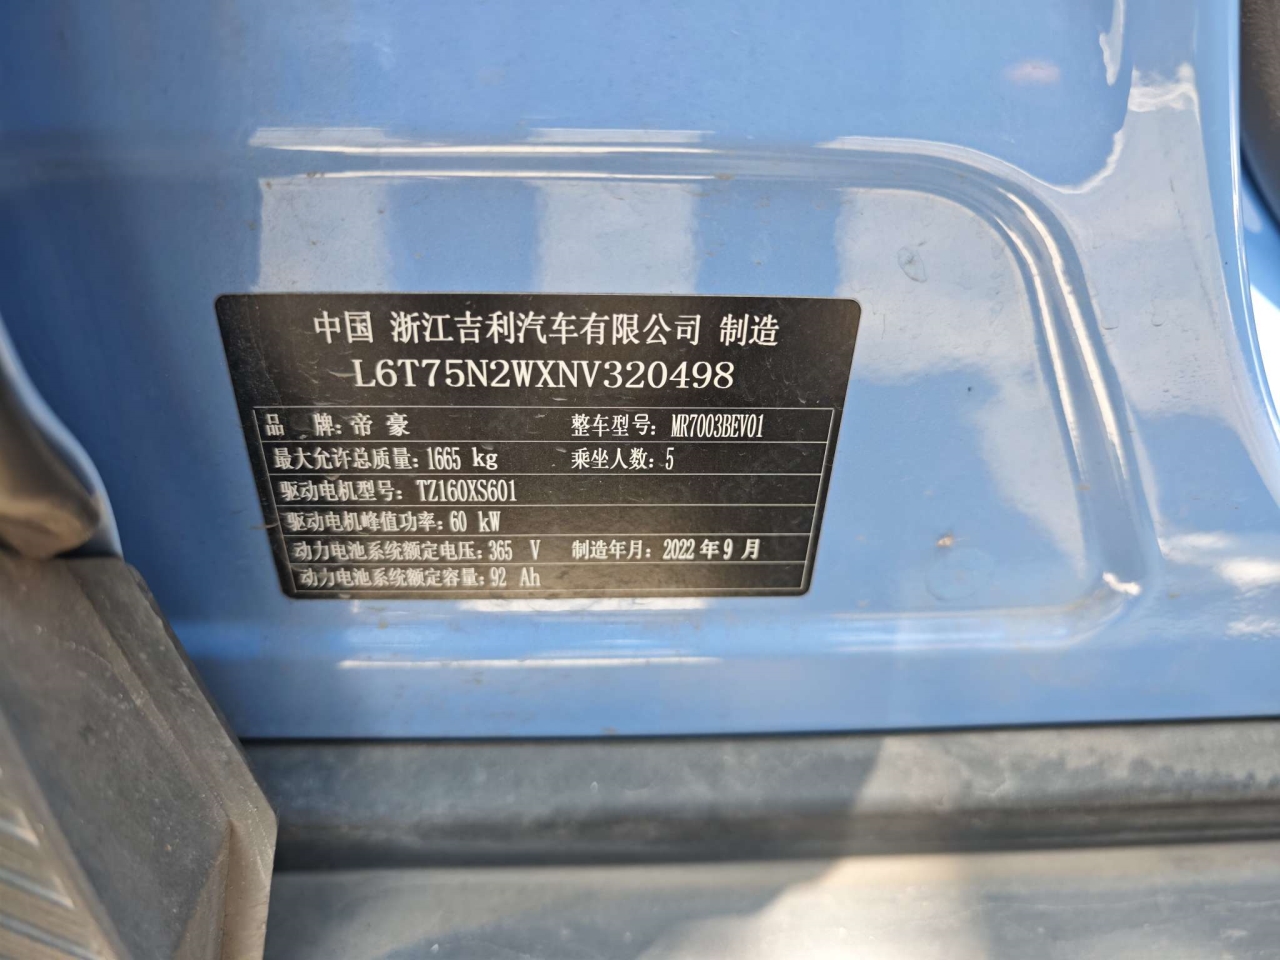 中国 浙江吉利汽车有限公司 制造
L6T75N2WXNV320498
品 牌: 帝豪 整车型号: MR7003BEV01
最大允许总质量: 1665 kg 乘坐人数: 5
驱动电机型号: TZ160XS601
驱动电机峰值功率: 60 kW
动力电池系统额定电压: 365 V 制造年月: 2022年9月
动力电池系统额定容量: 92 Ah